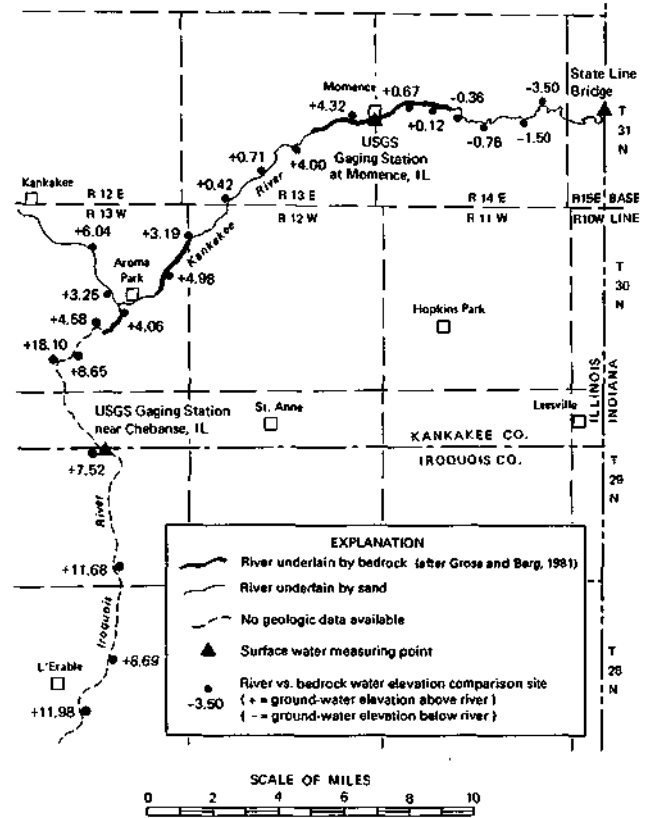 -3.50
State Line
Bridge
Momence
+0.67
-0.36
+4.32
+0.12
-0.76
-1.50
T
31
N
USGS
Gaging Station
at Momence, IL
+0.71
+4.00
River
Kankakee
+0.42
R 12 E
R 13 E
R 14 E
R15E
BASE
R 13 W
R 12 W
R 11 W
R10W
LINE
+6.04
+3.19
Kankakee
Aroma
Park
+4.98
T
30
N
+3.25
+4.58
+4.06
Hopkins Park
+18.10
+8.65
ILLINOIS
INDIANA
USGS Gaging Station
near Chebanse, IL
St. Anne
Leesville
KANKAKEE CO.
IROQUOIS CO.
+7.52
T
29
N
River
EXPLANATION
River underlain by bedrock (after Gross and Berg, 1981)
+11.68
River underlain by sand
No geologic data available
Iroquois
Surface water measuring point
L'Erable
+8.69
T
28
N
River vs. bedrock water elevation comparison site
-3.50
( + = ground-water elevation above river )
( - = ground-water elevation below river )
+11.98
SCALE OF MILES
0 2 4 6 8 10